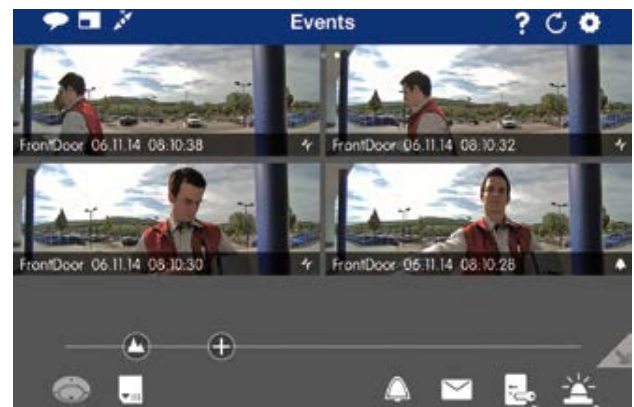 Events ?
FrontDoor 06.11.14 08:10:38
FrontDoor 06.11.14 08:10:32
FrontDoor 06.11.14 08:10:30
FrontDoor 06.11.14 08:10:28